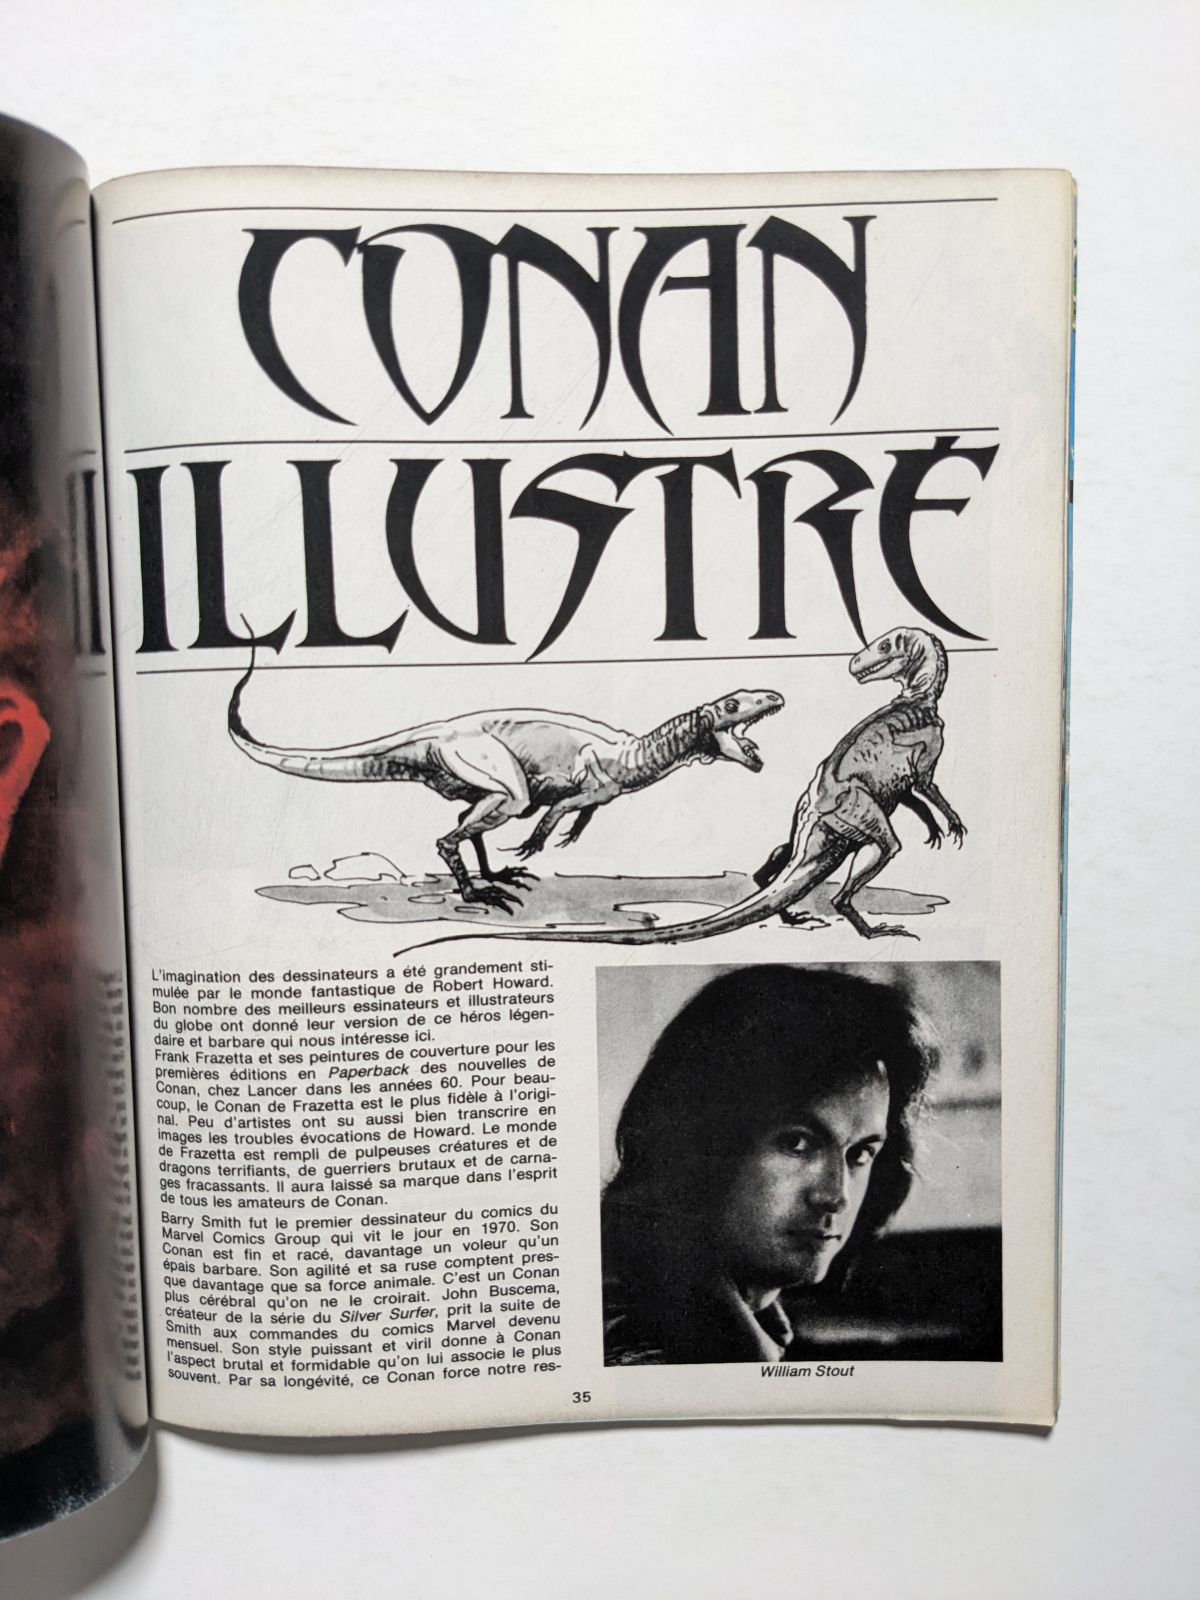 CONAN
ILLUSTRÉ
L'imagination des dessinateurs a été grandement sti-
mulée par le monde fantastique de Robert Howard.
Bon nombre des meilleurs essinateurs et illustrateurs
du globe ont donné leur version de ce héros légen-
daire et barbare qui nous intéresse ici.
Frank Frazetta et ses peintures de couverture pour les
premières éditions en Paperback des nouvelles de
Conan, chez Lancer dans les années 60. Pour beau-
coup, le Conan de Frazetta est le plus fidèle à l'origi-
nal. Peu d'artistes ont su aussi bien transcrire en
images les troubles évocations de Howard. Le monde
de Frazetta est rempli de pulpeuses créatures et de
dragons terrifiants, de guerriers brutaux et de carna-
ges fracassants. Il aura laissé sa marque dans l'esprit
de tous les amateurs de Conan.
Barry Smith fut le premier dessinateur du comics du
Marvel Comics Group qui vit le jour en 1970. Son
Conan est fin et racé, davantage un voleur qu'un
épais barbare. Son agilité et sa ruse comptent pres-
que davantage que sa force animale. C'est un Conan
plus cérébral qu'on ne le croirait. John Buscema,
créateur de la série du Silver Surfer, prit la suite de
Smith aux commandes du comics Marvel devenu
mensuel. Son style puissant et viril donne à Conan
l'aspect brutal et formidable qu'on lui associe le plus
souvent. Par sa longévité, ce Conan force notre res-
William Stout
35